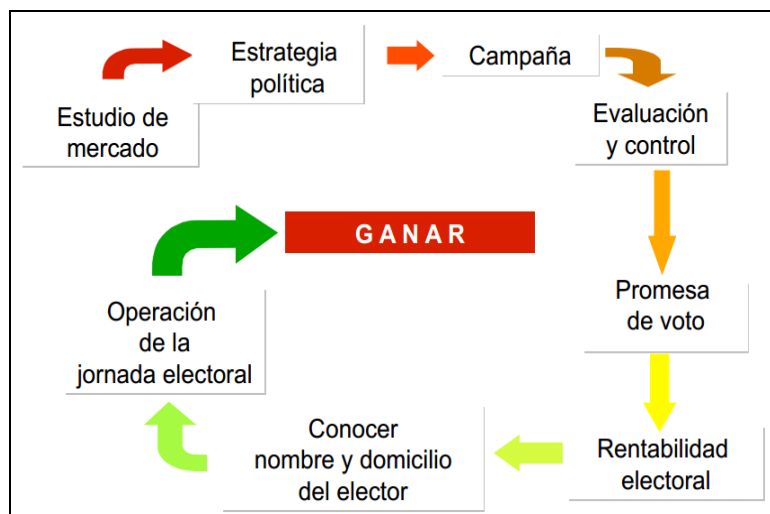 Estudio de
mercado
Estrategia
política
Campaña
Evaluación
y control
Promesa
de voto
Rentabilidad
electoral
Conocer
nombre y domicilio
del elector
Operación
de la
jornada electoral
GANAR